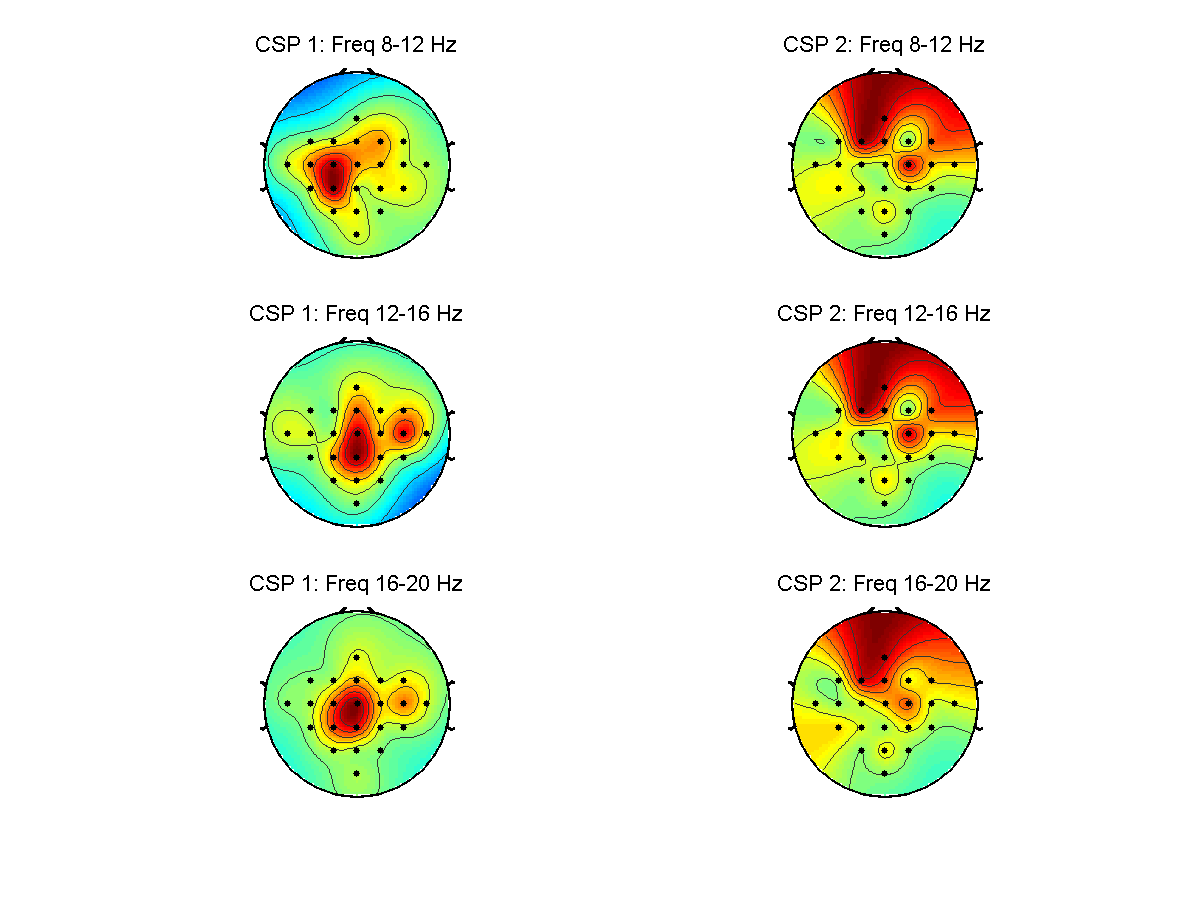 CSP 1: Freq 8-12 Hz
CSP 2: Freq 8-12 Hz
CSP 1: Freq 12-16 Hz
CSP 2: Freq 12-16 Hz
CSP 1: Freq 16-20 Hz
CSP 2: Freq 16-20 Hz